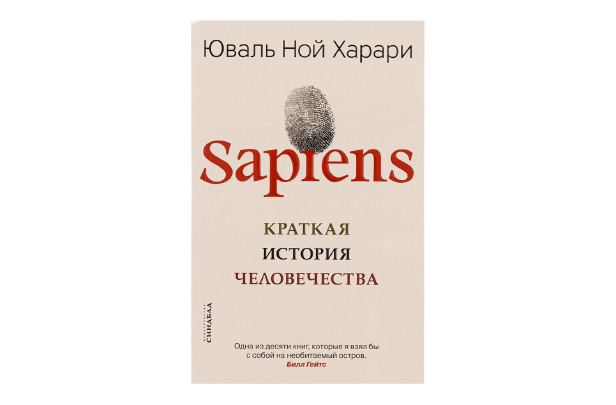 Юваль Ной Харари
Sapiens
КРАТКАЯ
ИСТОРИЯ
ЧЕЛОВЕЧЕСТВА
СИНДБАД
Одна из десяти книг, которые я взял бы
с собой на необитаемый остров.
Билл Гейтс